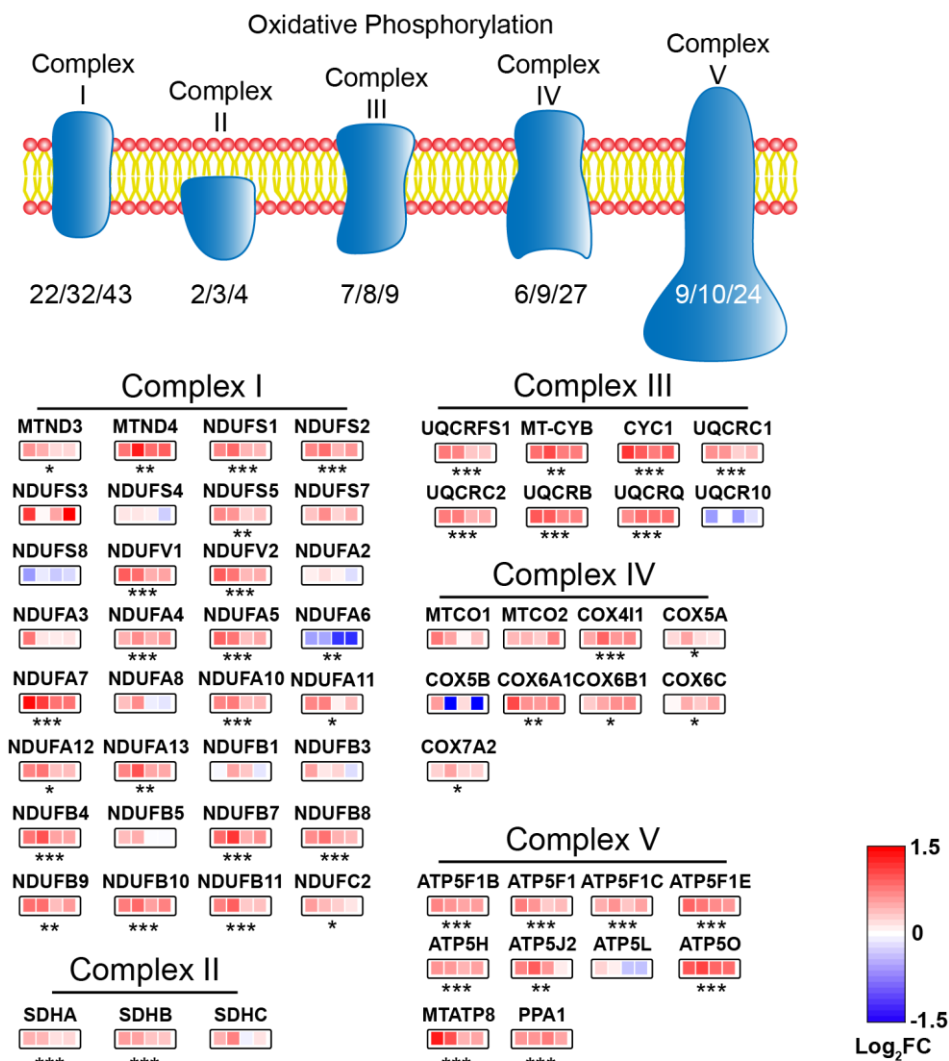 Oxidative Phosphorylation
Complex
I
Complex
II
Complex
III
Complex
IV
Complex
V
22/32/43
2/3/4
7/8/9
6/9/27
9/10/24
Complex I
MTND3 MTND4 NDUFS1 NDUFS2
* ** *** ***
NDUFS3 NDUFS4 NDUFS5 NDUFS7
**
NDUFS8 NDUFV1 NDUFV2 NDUFA2
*** ***
NDUFA3 NDUFA4 NDUFA5 NDUFA6
*** *** **
NDUFA7 NDUFA8 NDUFA10 NDUFA11
*** *** *
NDUFA12 NDUFA13 NDUFB1 NDUFB3
* **
NDUFB4 NDUFB5 NDUFB7 NDUFB8
*** *** ***
NDUFB9 NDUFB10 NDUFB11 NDUFC2
** *** *** *
Complex II
SDHA SDHB SDHC
*** ***
Complex III
UQCRFS1 MT-CYB CYC1 UQCRC1
*** ** *** ***
UQCRC2 UQCRB UQCRQ UQCR10
*** *** ***
Complex IV
MTCO1 MTCO2 COX4I1 COX5A
*** *
COX5B COX6A1 COX6B1 COX6C
** * *
COX7A2
*
Complex V
ATP5F1B ATP5F1 ATP5F1C ATP5F1E
*** *** *** ***
ATP5H ATP5J2 ATP5L ATP5O
*** ** ***
MTATP8 PPA1
*** ***
1.5
0
-1.5
Log₂FC